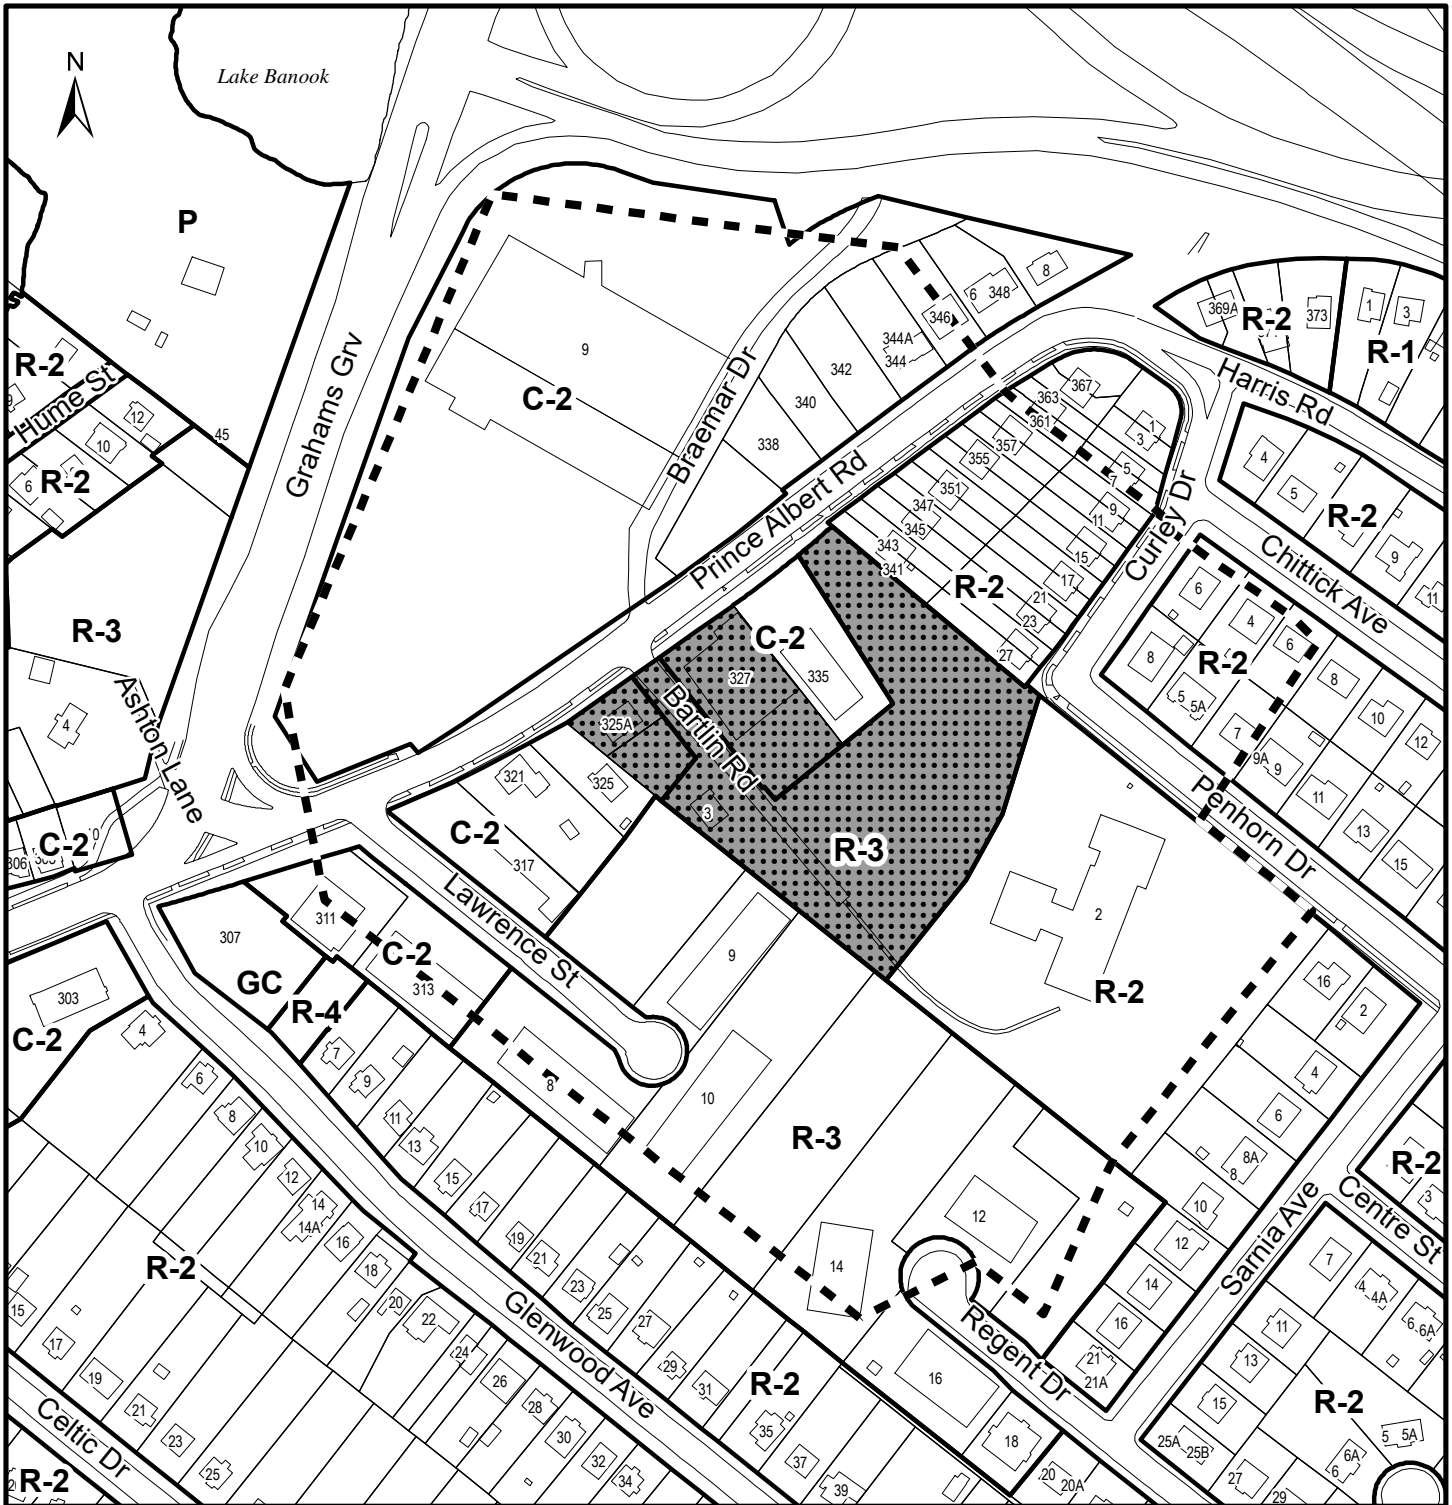 N
Lake Banook
P
8
6
348
346
369A
R-2
373
1
3
R-1
Grahams Grv
9
C-2
344A
344
342
340
338
Braemar Dr
Prince Albert Rd
Harris Rd
R-2
Hume St
12
10
6
R-2
45
367
363
361
357
355
351
347
345
343
341
1
3
5
7
9
11
15
17
21
23
27
R-2
Curley Dr
4
5
R-2
9
11
Chittick Ave
R-3
Ashton Lane
4
C-2
306
C-2
335
327
325A
Bartlin Rd
3
R-3
6
4
6
8
R-2
5
5A
7
8
10
12
9A
9
11
13
15
Penhorn Dr
321
325
C-2
317
Lawrence St
311
307
C-2
313
GC
R-4
303
C-2
2
R-2
9
10
8
R-3
12
14
16
18
Regent Dr
16
2
4
6
8A
8
10
12
14
16
21
21A
Sarnia Ave
R-2
3
Centre St
7
4
4A
6
6A
11
13
15
25A
25B
27
29
R-2
5
5A
6A
6
20
20A
4
6
8
10
12
14
14A
16
18
20
22
24
26
28
30
32
34
7
9
11
13
15
17
19
21
23
25
27
29
31
35
37
39
R-2
Glenwood Ave
R-2
15
17
19
21
23
25
Celtic Dr
R-2